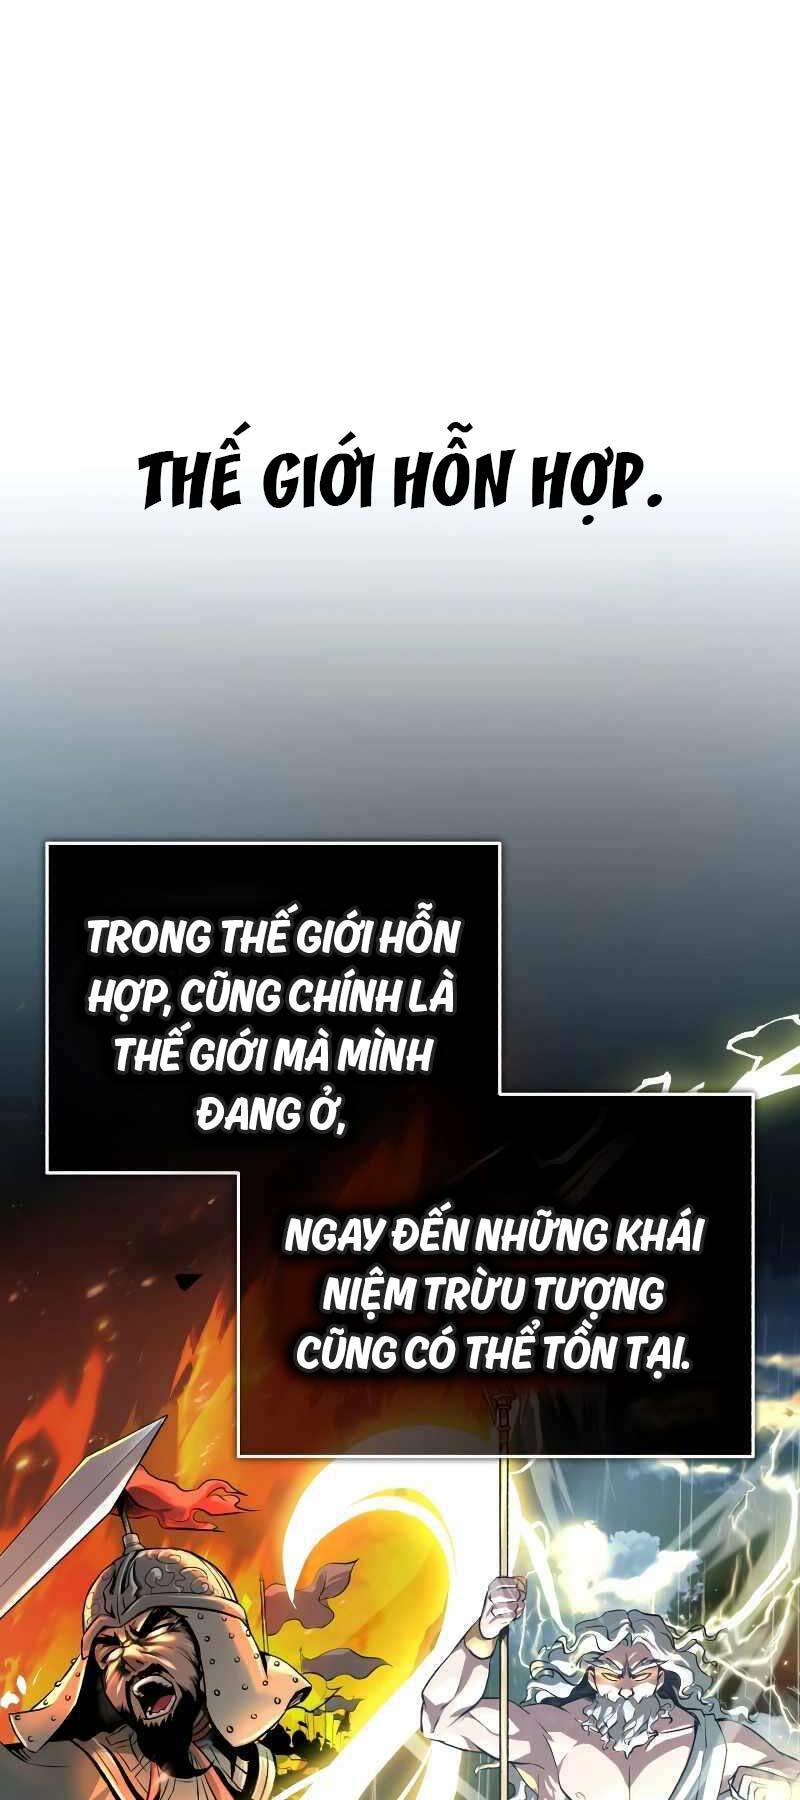 THẾ GIỚI HỖN HỢP.
TRONG THẾ GIỚI HỖN
HỢP, CŨNG CHÍNH LÀ
THẾ GIỚI MÀ MÌNH
ĐANG Ở,
NGAY ĐẾN NHỮNG KHÁI
NIỆM TRỪU TƯỢNG
CŨNG CÓ THỂ TỒN TẠI.